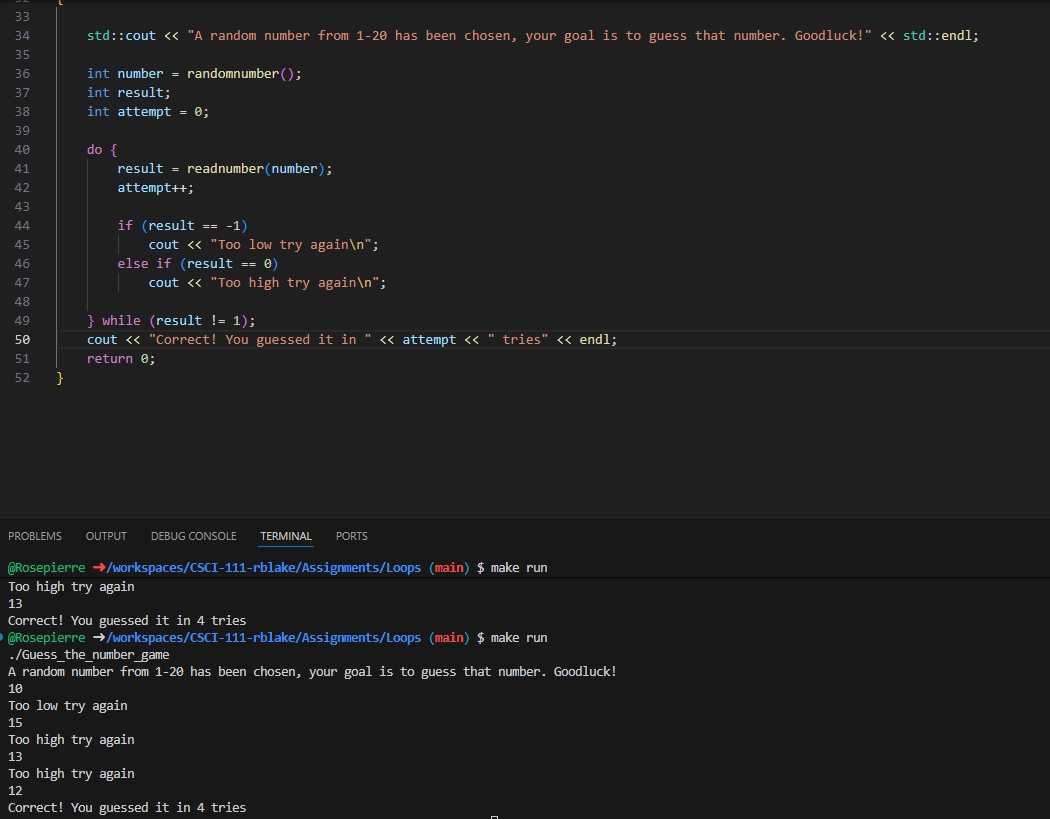 32 {
33
34 std::cout << "A random number from 1-20 has been chosen, your goal is to guess that number. Goodluck!" << std::endl;
35
36 int number = randomnumber();
37 int result;
38 int attempt = 0;
39
40 do {
41 result = readnumber(number);
42 attempt++;
43
44 if (result == -1)
45 cout << "Too low try again\n";
46 else if (result == 0)
47 cout << "Too high try again\n";
48
49 } while (result != 1);
50 cout << "Correct! You guessed it in " << attempt << " tries" << endl;
51 return 0;
52 }
PROBLEMS OUTPUT DEBUG CONSOLE TERMINAL PORTS
@Rosepierre ➜/workspaces/CSCI-111-rblake/Assignments/Loops (main) $ make run
Too high try again
13
Correct! You guessed it in 4 tries
@Rosepierre ➜/workspaces/CSCI-111-rblake/Assignments/Loops (main) $ make run
./Guess_the_number_game
A random number from 1-20 has been chosen, your goal is to guess that number. Goodluck!
10
Too low try again
15
Too high try again
13
Too high try again
12
Correct! You guessed it in 4 tries